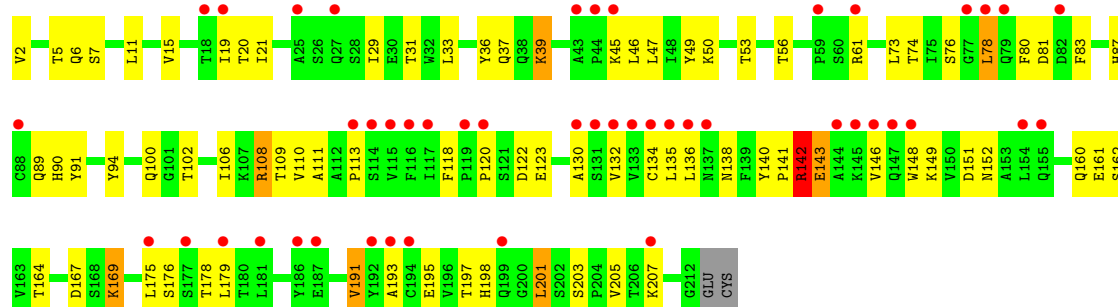 V2 T5 Q6 S7 L11 V15 T18 I19 T20 I21 A25 S26 Q27 S28 I29 E30 T31 W32 L33 Y36 Q37 Q38 K39 A43 P44 K45 L46 L47 I48 Y49 K50 T53 T56 P59 S60 R61 L73 T74 I75 S76 G77 L78 Q79 F80 D81 D82 F83 H87
C88 Q89 H90 Y91 Y94 Q100 G101 T102 I106 K107 R108 T109 V110 A111 A112 P113 S114 V115 F116 I117 F118 P119 P120 S121 D122 E123 A130 S131 V132 V133 C134 L135 L136 N137 N138 F139 Y140 P141 R142 E143 A144 K145 V146 Q147 W148 K149 V150 D151 N152 A153 L154 Q155 Q160 E161 S162
V163 T164 D167 S168 K169 L175 S176 S177 T178 L179 T180 L181 Y186 E187 V191 Y192 A193 C194 E195 V196 T197 H198 Q199 G200 L201 S202 S203 P204 V205 T206 K207 G212 GLU CYS